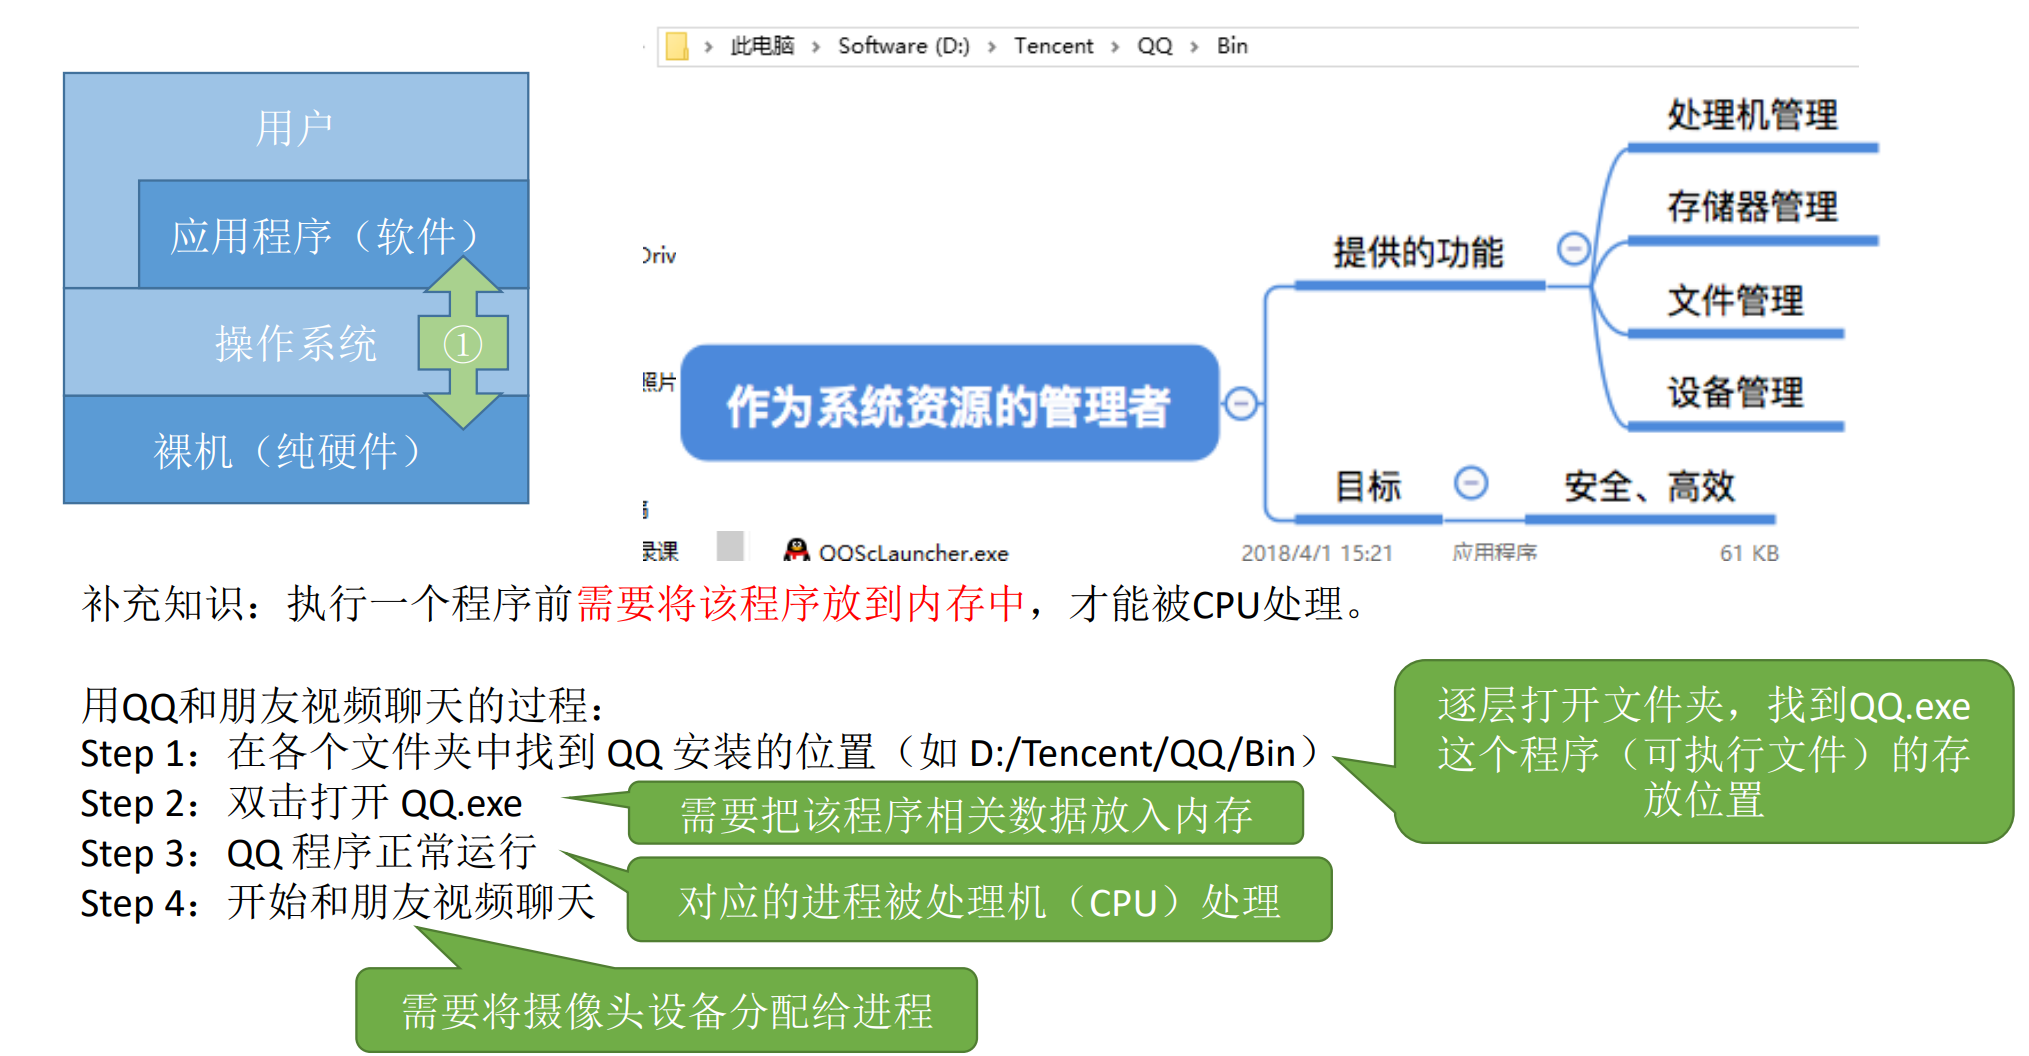 此电脑 › Software (D:) › Tencent › QQ › Bin
用户
应用程序（软件）
操作系统
①
裸机（纯硬件）
处理机管理
存储器管理
提供的功能
文件管理
设备管理
作为系统资源的管理者
目标
安全、高效
Driv
照片
录课
QQScLauncher.exe 2018/4/1 15:21 应用程序 61 KB
补充知识：执行一个程序前需要将该程序放到内存中，才能被CPU处理。
用QQ和朋友视频聊天的过程：
Step 1：在各个文件夹中找到 QQ 安装的位置（如 D:/Tencent/QQ/Bin）
Step 2：双击打开 QQ.exe
Step 3：QQ 程序正常运行
Step 4：开始和朋友视频聊天
逐层打开文件夹，找到QQ.exe
这个程序（可执行文件）的存
放位置
需要把该程序相关数据放入内存
对应的进程被处理机（CPU）处理
需要将摄像头设备分配给进程